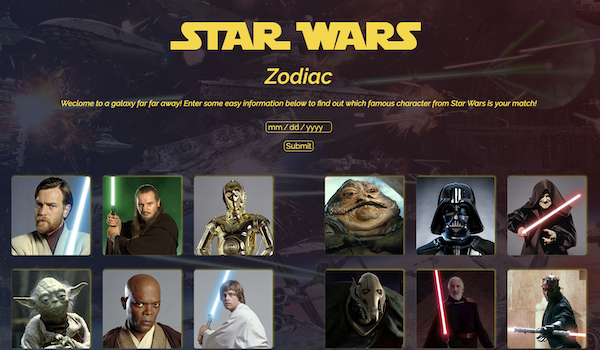 STAR WARS
Zodiac
Weclome to a galaxy far far away! Enter some easy information below to find out which famous character from Star Wars is your match!
mm/dd/yyyy
Submit